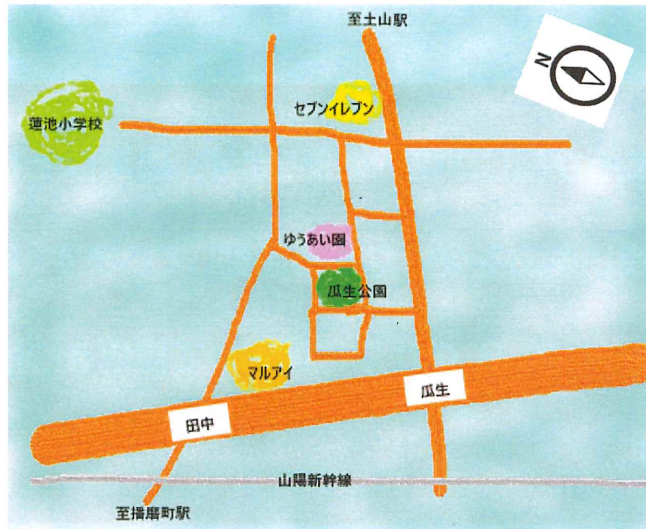 至土山駅
N
セブンイレブン
蓮池小学校
ゆうあい園
瓜生公園
マルアイ
瓜生
田中
山陽新幹線
至播磨町駅